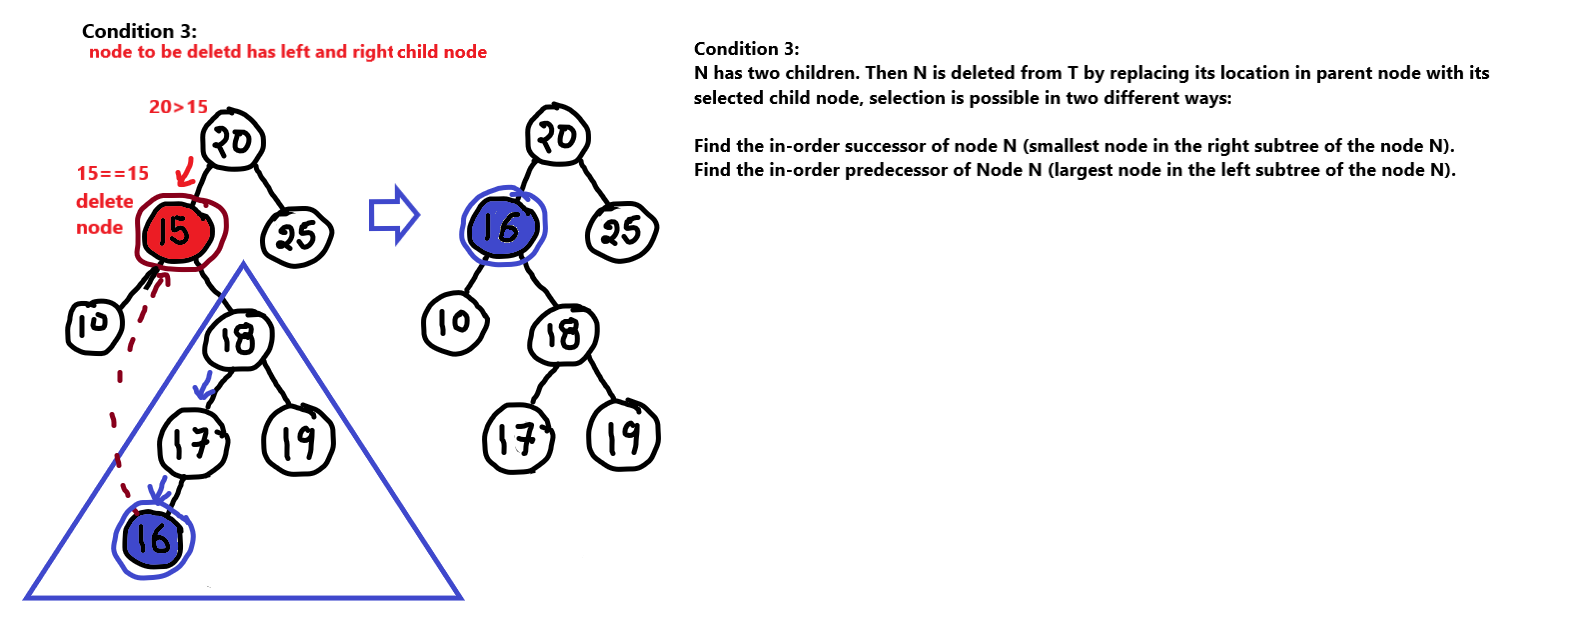 Condition 3:
node to be deletd has left and right child node
20>15
20
15==15
delete
node
15
25
10
18
17
19
16
20
16
25
10
18
17
19
Condition 3:
N has two children. Then N is deleted from T by replacing its location in parent node with its
selected child node, selection is possible in two different ways:
Find the in-order successor of node N (smallest node in the right subtree of the node N).
Find the in-order predecessor of Node N (largest node in the left subtree of the node N).